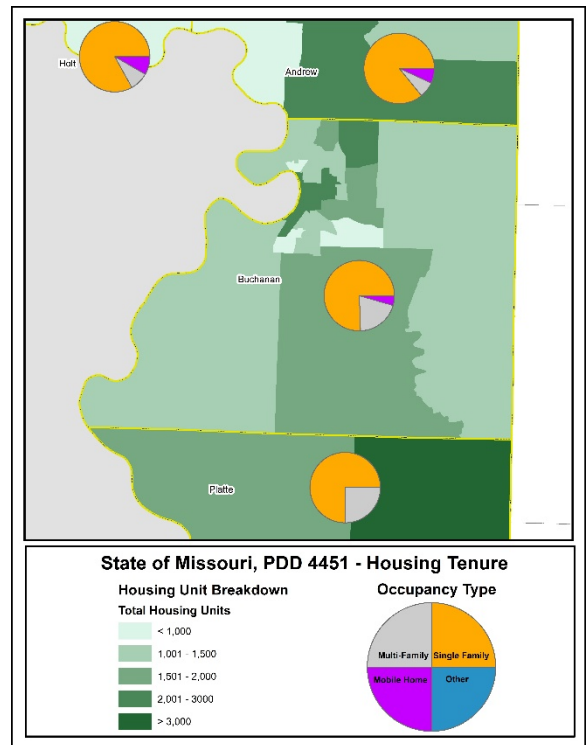 Holt
Andrew
Buchanan
Platte
State of Missouri, PDD 4451 - Housing Tenure
Housing Unit Breakdown
Total Housing Units
< 1,000
1,001 - 1,500
1,501 - 2,000
2,001 - 3000
> 3,000
Occupancy Type
Multi-Family
Single Family
Mobile Home
Other